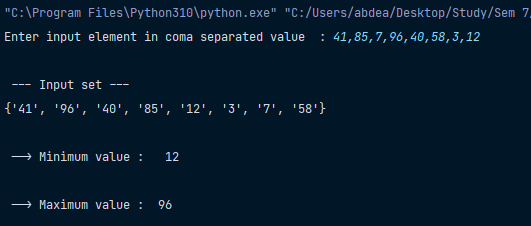 "C:\Program Files\Python310\python.exe" "C:/Users/abdea/Desktop/Study/Sem 7/
Enter input element in coma separated value  : 41,85,7,96,40,58,3,12
--- Input set ---
{'41', '96', '40', '85', '12', '3', '7', '58'}
--> Minimum value :   12
--> Maximum value :  96